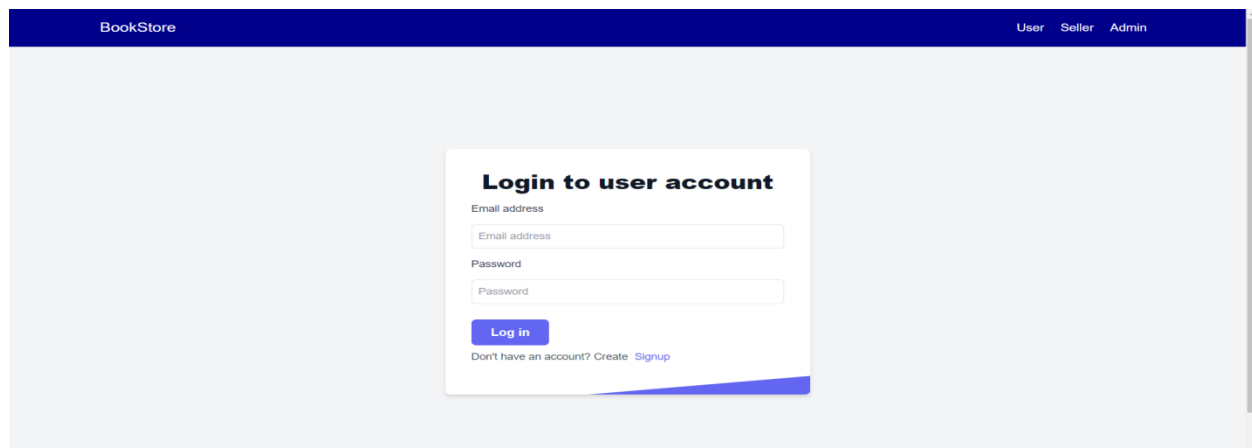 BookStore User Seller Admin
Login to user account
Email address
Email address
Password
Password
Log in
Don't have an account? Create Signup